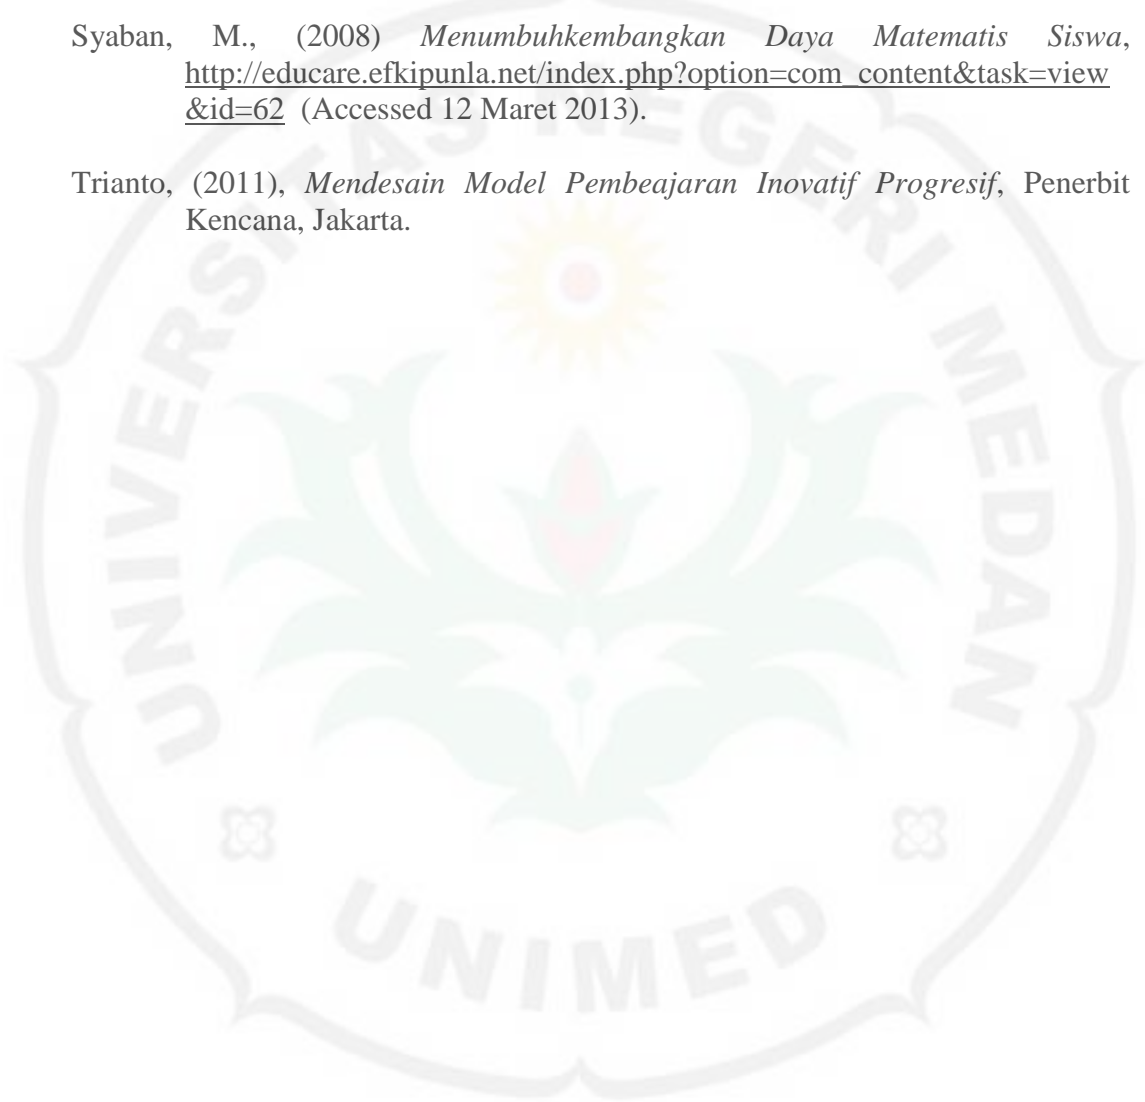 Syaban, M., (2008) Menumbuhkembangkan Daya Matematis Siswa,
http://educare.efkipunla.net/index.php?option=com_content&task=view
&id=62 (Accessed 12 Maret 2013).
Trianto, (2011), Mendesain Model Pembeajaran Inovatif Progresif, Penerbit
Kencana, Jakarta.
UNIVERSITAS NEGERI MEDAN
UNIMED